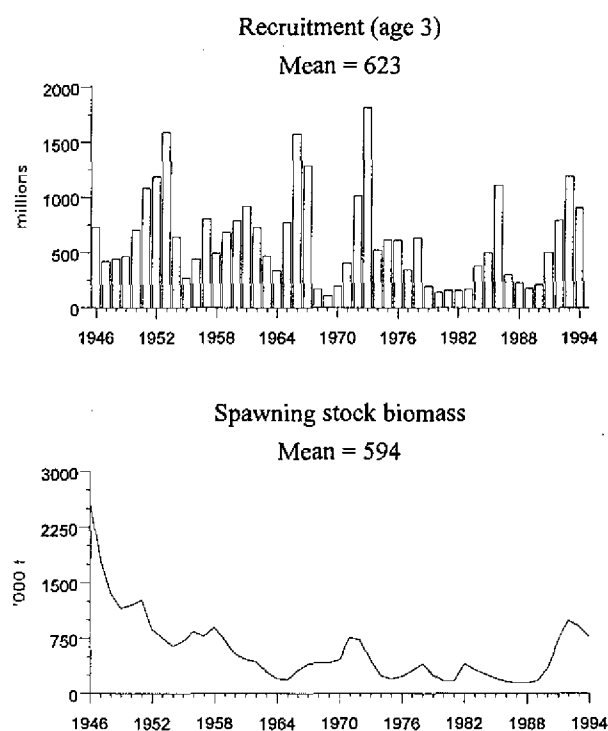 Recruitment (age 3)
Mean = 623
2000
1500
1000
500
0
millions
1946 1952 1958 1964 1970 1976 1982 1988 1994
Spawning stock biomass
Mean = 594
3000
2250
1500
750
0
'000 t
1946 1952 1958 1964 1970 1976 1982 1988 1994